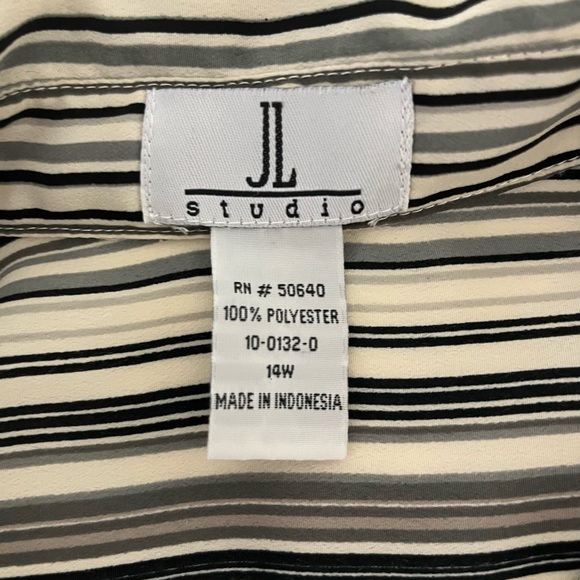 JL
studio
RN # 50640
100% POLYESTER
10-0132-0
14W
MADE IN INDONESIA